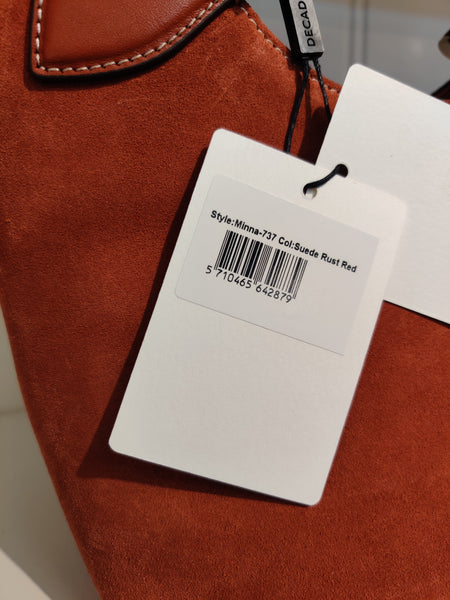 DECAD
Style:Minna-737 Col:Suede Rust Red
5 710465 642879